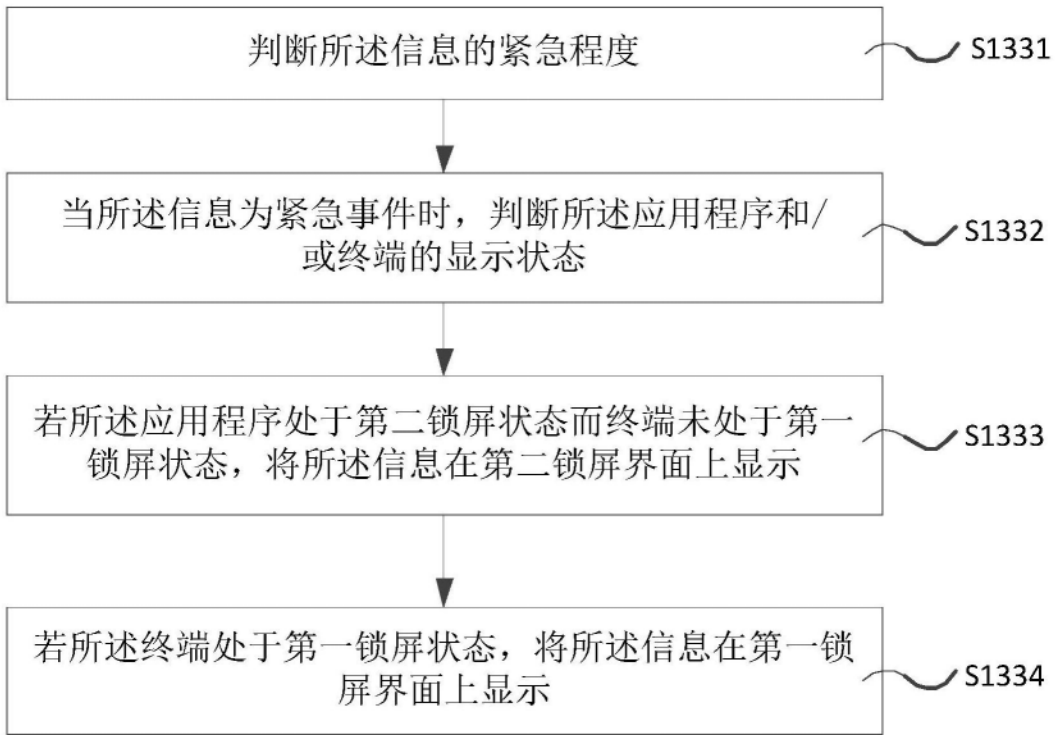 判断所述信息的紧急程度
S1331
当所述信息为紧急事件时，判断所述应用程序和/
或终端的显示状态
S1332
若所述应用程序处于第二锁屏状态而终端未处于第一
锁屏状态，将所述信息在第二锁屏界面上显示
S1333
若所述终端处于第一锁屏状态，将所述信息在第一锁
屏界面上显示
S1334